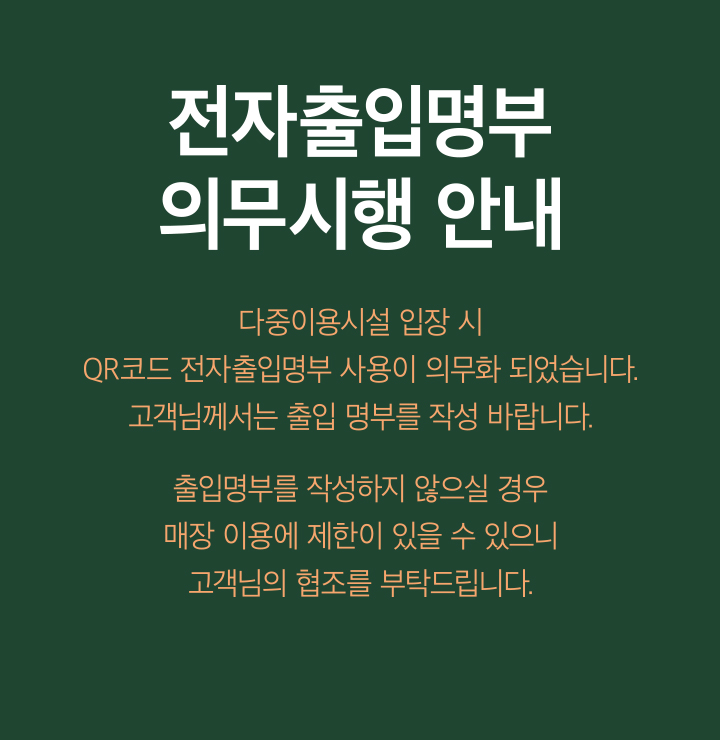 전자출입명부
의무시행 안내
다중이용시설 입장 시
QR코드 전자출입명부 사용이 의무화 되었습니다.
고객님께서는 출입 명부를 작성 바랍니다.
출입명부를 작성하지 않으실 경우
매장 이용에 제한이 있을 수 있으니
고객님의 협조를 부탁드립니다.